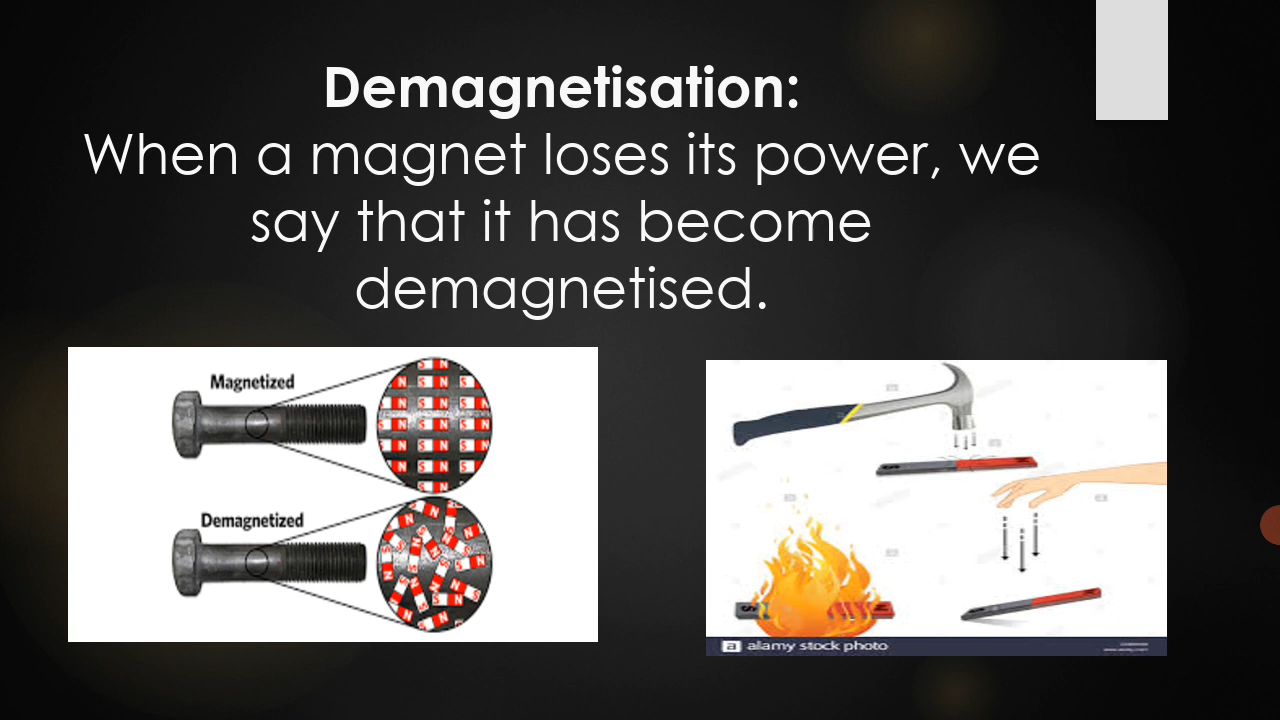 Demagnetisation:
When a magnet loses its power, we
say that it has become
demagnetised.
Magnetized
Demagnetized
alamy stock photo